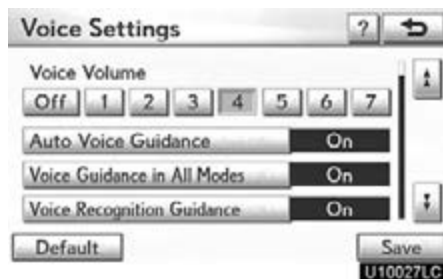 Voice Settings ?
Voice Volume
Off 1 2 3 4 5 6 7
Auto Voice Guidance On
Voice Guidance in All Modes On
Voice Recognition Guidance On
Default Save
U10027LC